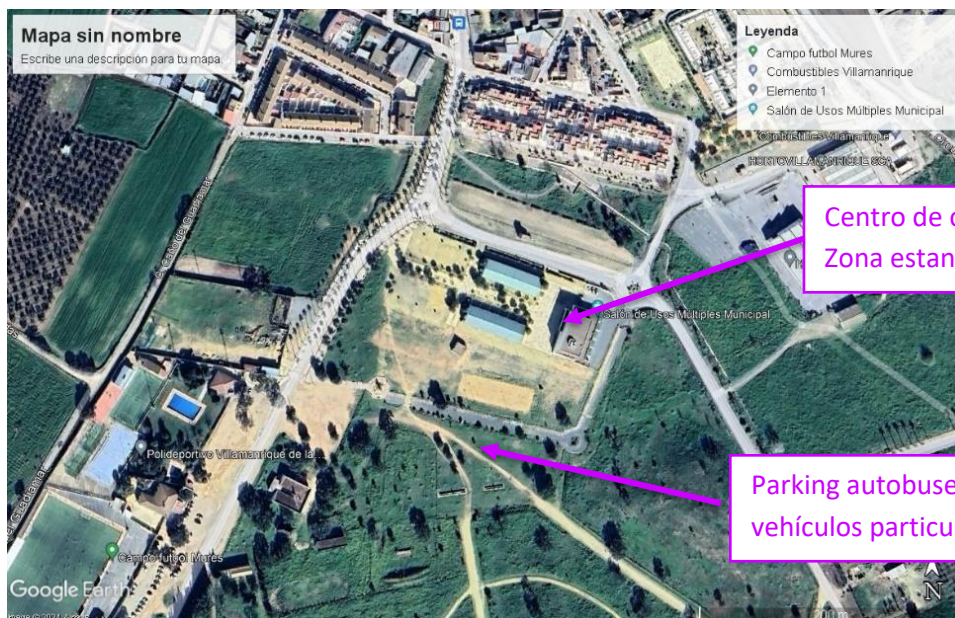 Mapa sin nombre
Escribe una descripción para tu mapa.
Leyenda
Campo futbol Mures
Combustibles Villamanrique
Elemento 1
Salón de Usos Múltiples Municipal
Combustibles Villamanrique
HORTOVILLAMANRIQUE SCA
Centro de
Zona estan
Salón de Usos Múltiples Municipal
Polideportivo Villamanrique de la...
Parking autobuse
vehículos particu
Campo futbol Mures
Google Earth
200 m
N